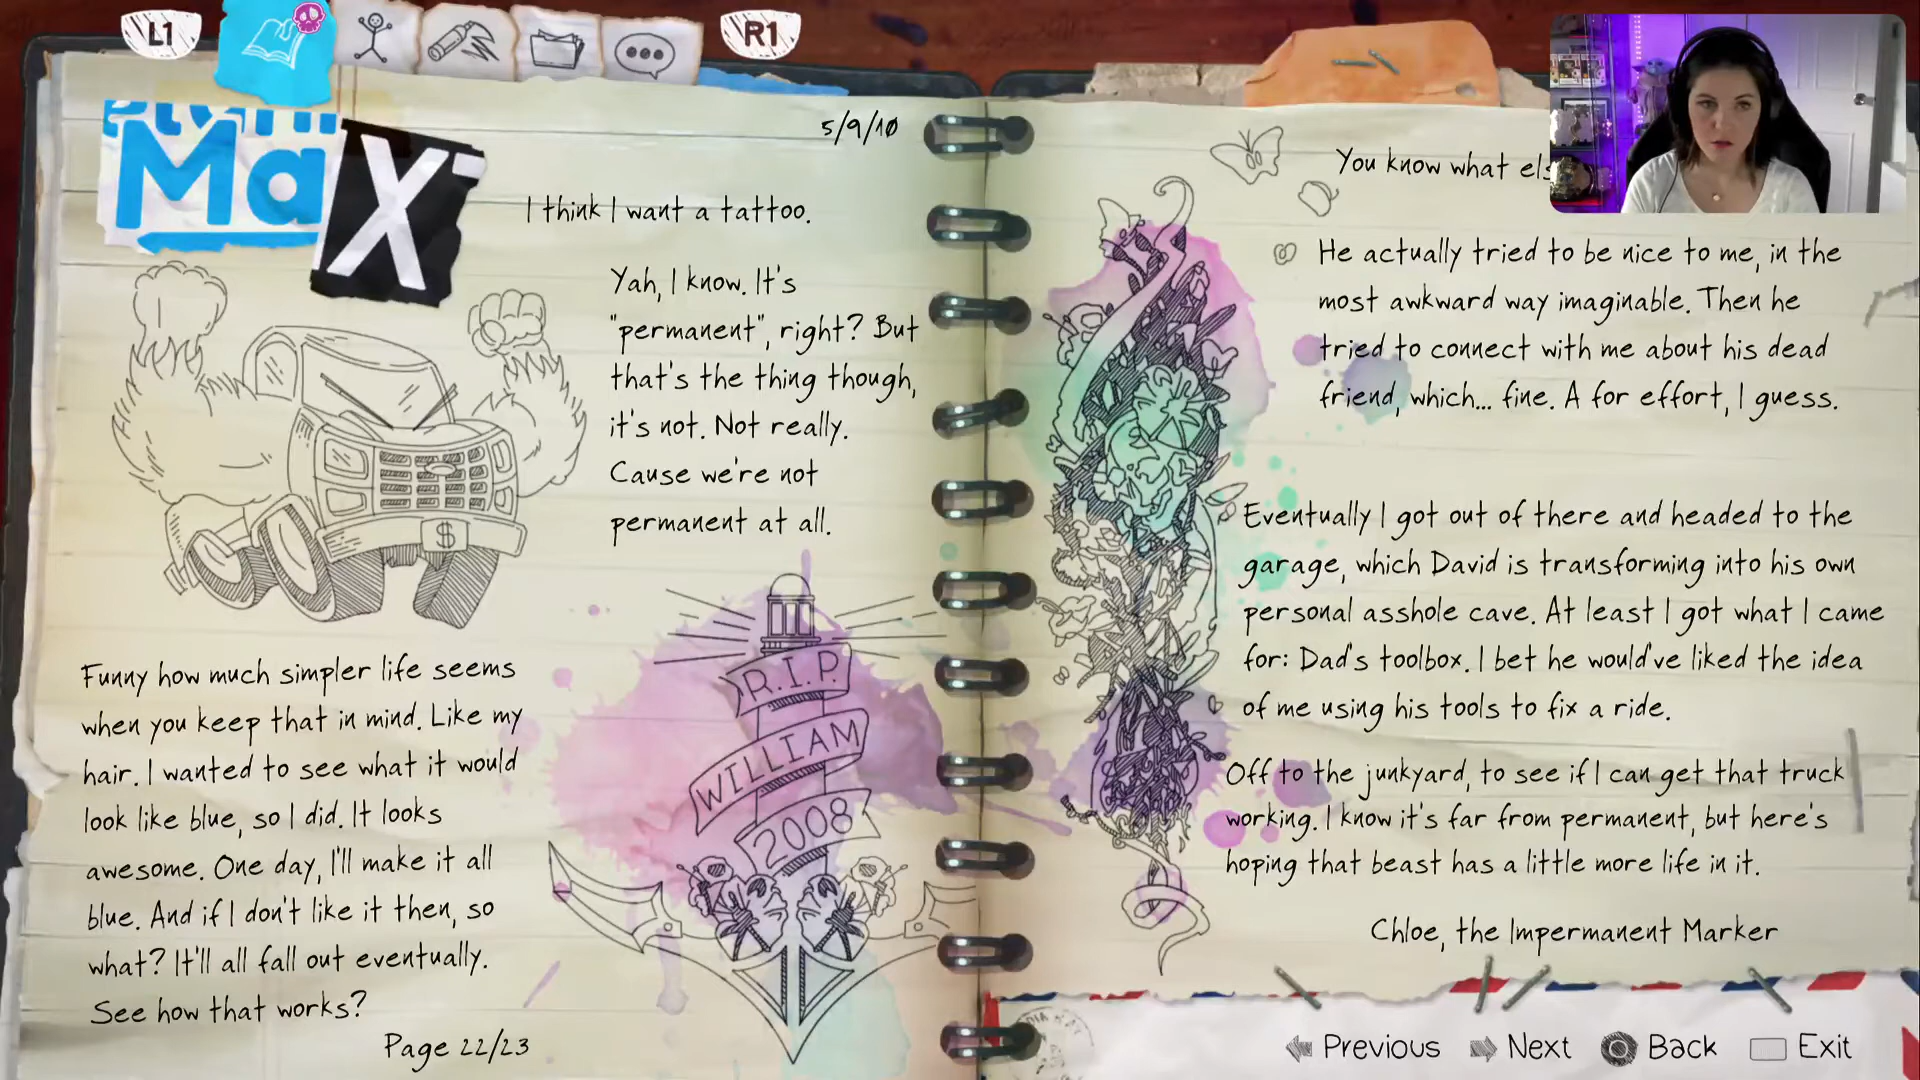 L1
R1
Max
5/9/10
I think I want a tattoo.
Yah, I know. It's
"permanent", right? But
that's the thing though,
it's not. Not really.
Cause we're not
permanent at all.
$
Funny how much simpler life seems
when you keep that in mind. Like my
hair. I wanted to see what it would
look like blue, so I did. It looks
awesome. One day, I'll make it all
blue. And if I don't like it then, so
what? It'll all fall out eventually.
See how that works?
R.I.P.
WILLIAM
2008
Page 22/23
You know what
He actually tried to be nice to me, in the
most awkward way imaginable. Then he
tried to connect with me about his dead
friend, which... fine. A for effort, I guess.
Eventually I got out of there and headed to the
garage, which David is transforming into his own
personal asshole cave. At least I got what I came
for: Dad's toolbox. I bet he would've liked the idea
of me using his tools to fix a ride.
Off to the junkyard, to see if I can get that truck
working. I know it's far from permanent, but here's
hoping that beast has a little more life in it.
Chloe, the Impermanent Marker
Previous
Next
Back
Exit